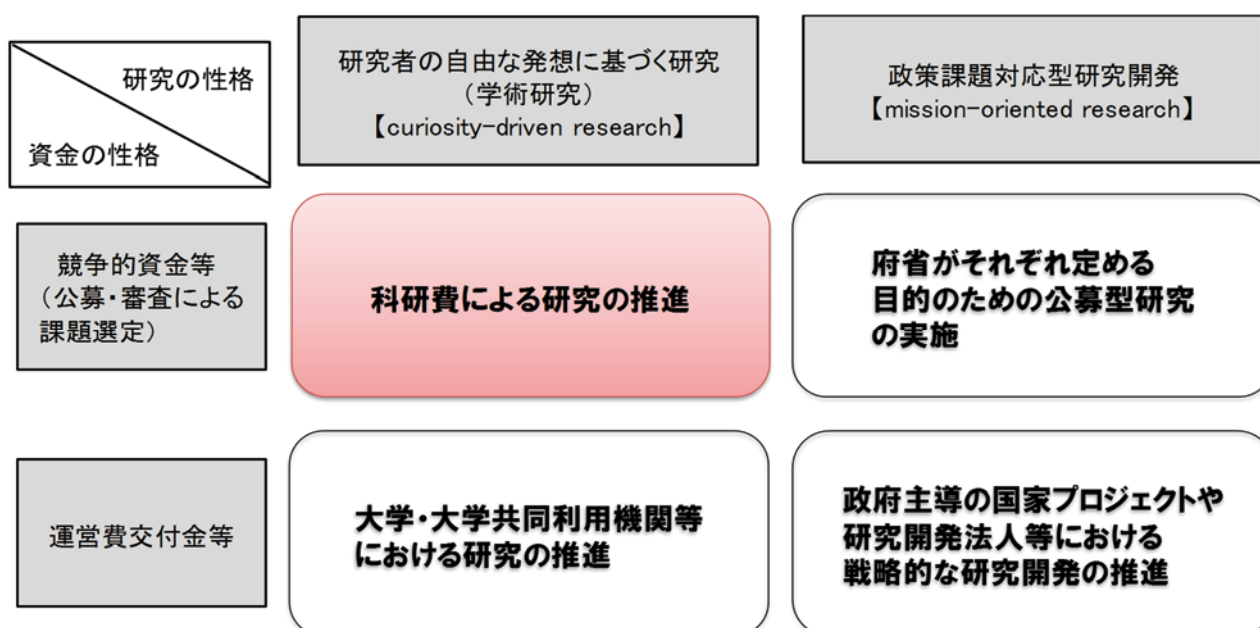 研究の性格
資金の性格
研究者の自由な発想に基づく研究
（学術研究）
【curiosity-driven research】
政策課題対応型研究開発
【mission-oriented research】
競争的資金等
（公募・審査による
課題選定）
科研費による研究の推進
府省がそれぞれ定める
目的のための公募型研究
の実施
運営費交付金等
大学・大学共同利用機関等
における研究の推進
政府主導の国家プロジェクトや
研究開発法人等における
戦略的な研究開発の推進